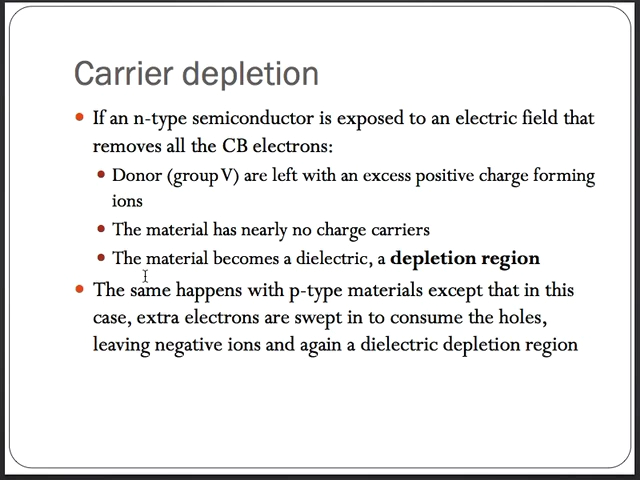 Carrier depletion
If an n-type semiconductor is exposed to an electric field that
removes all the CB electrons:
Donor (group V) are left with an excess positive charge forming
ions
The material has nearly no charge carriers
The material becomes a dielectric, a depletion region
The same happens with p-type materials except that in this
case, extra electrons are swept in to consume the holes,
leaving negative ions and again a dielectric depletion region